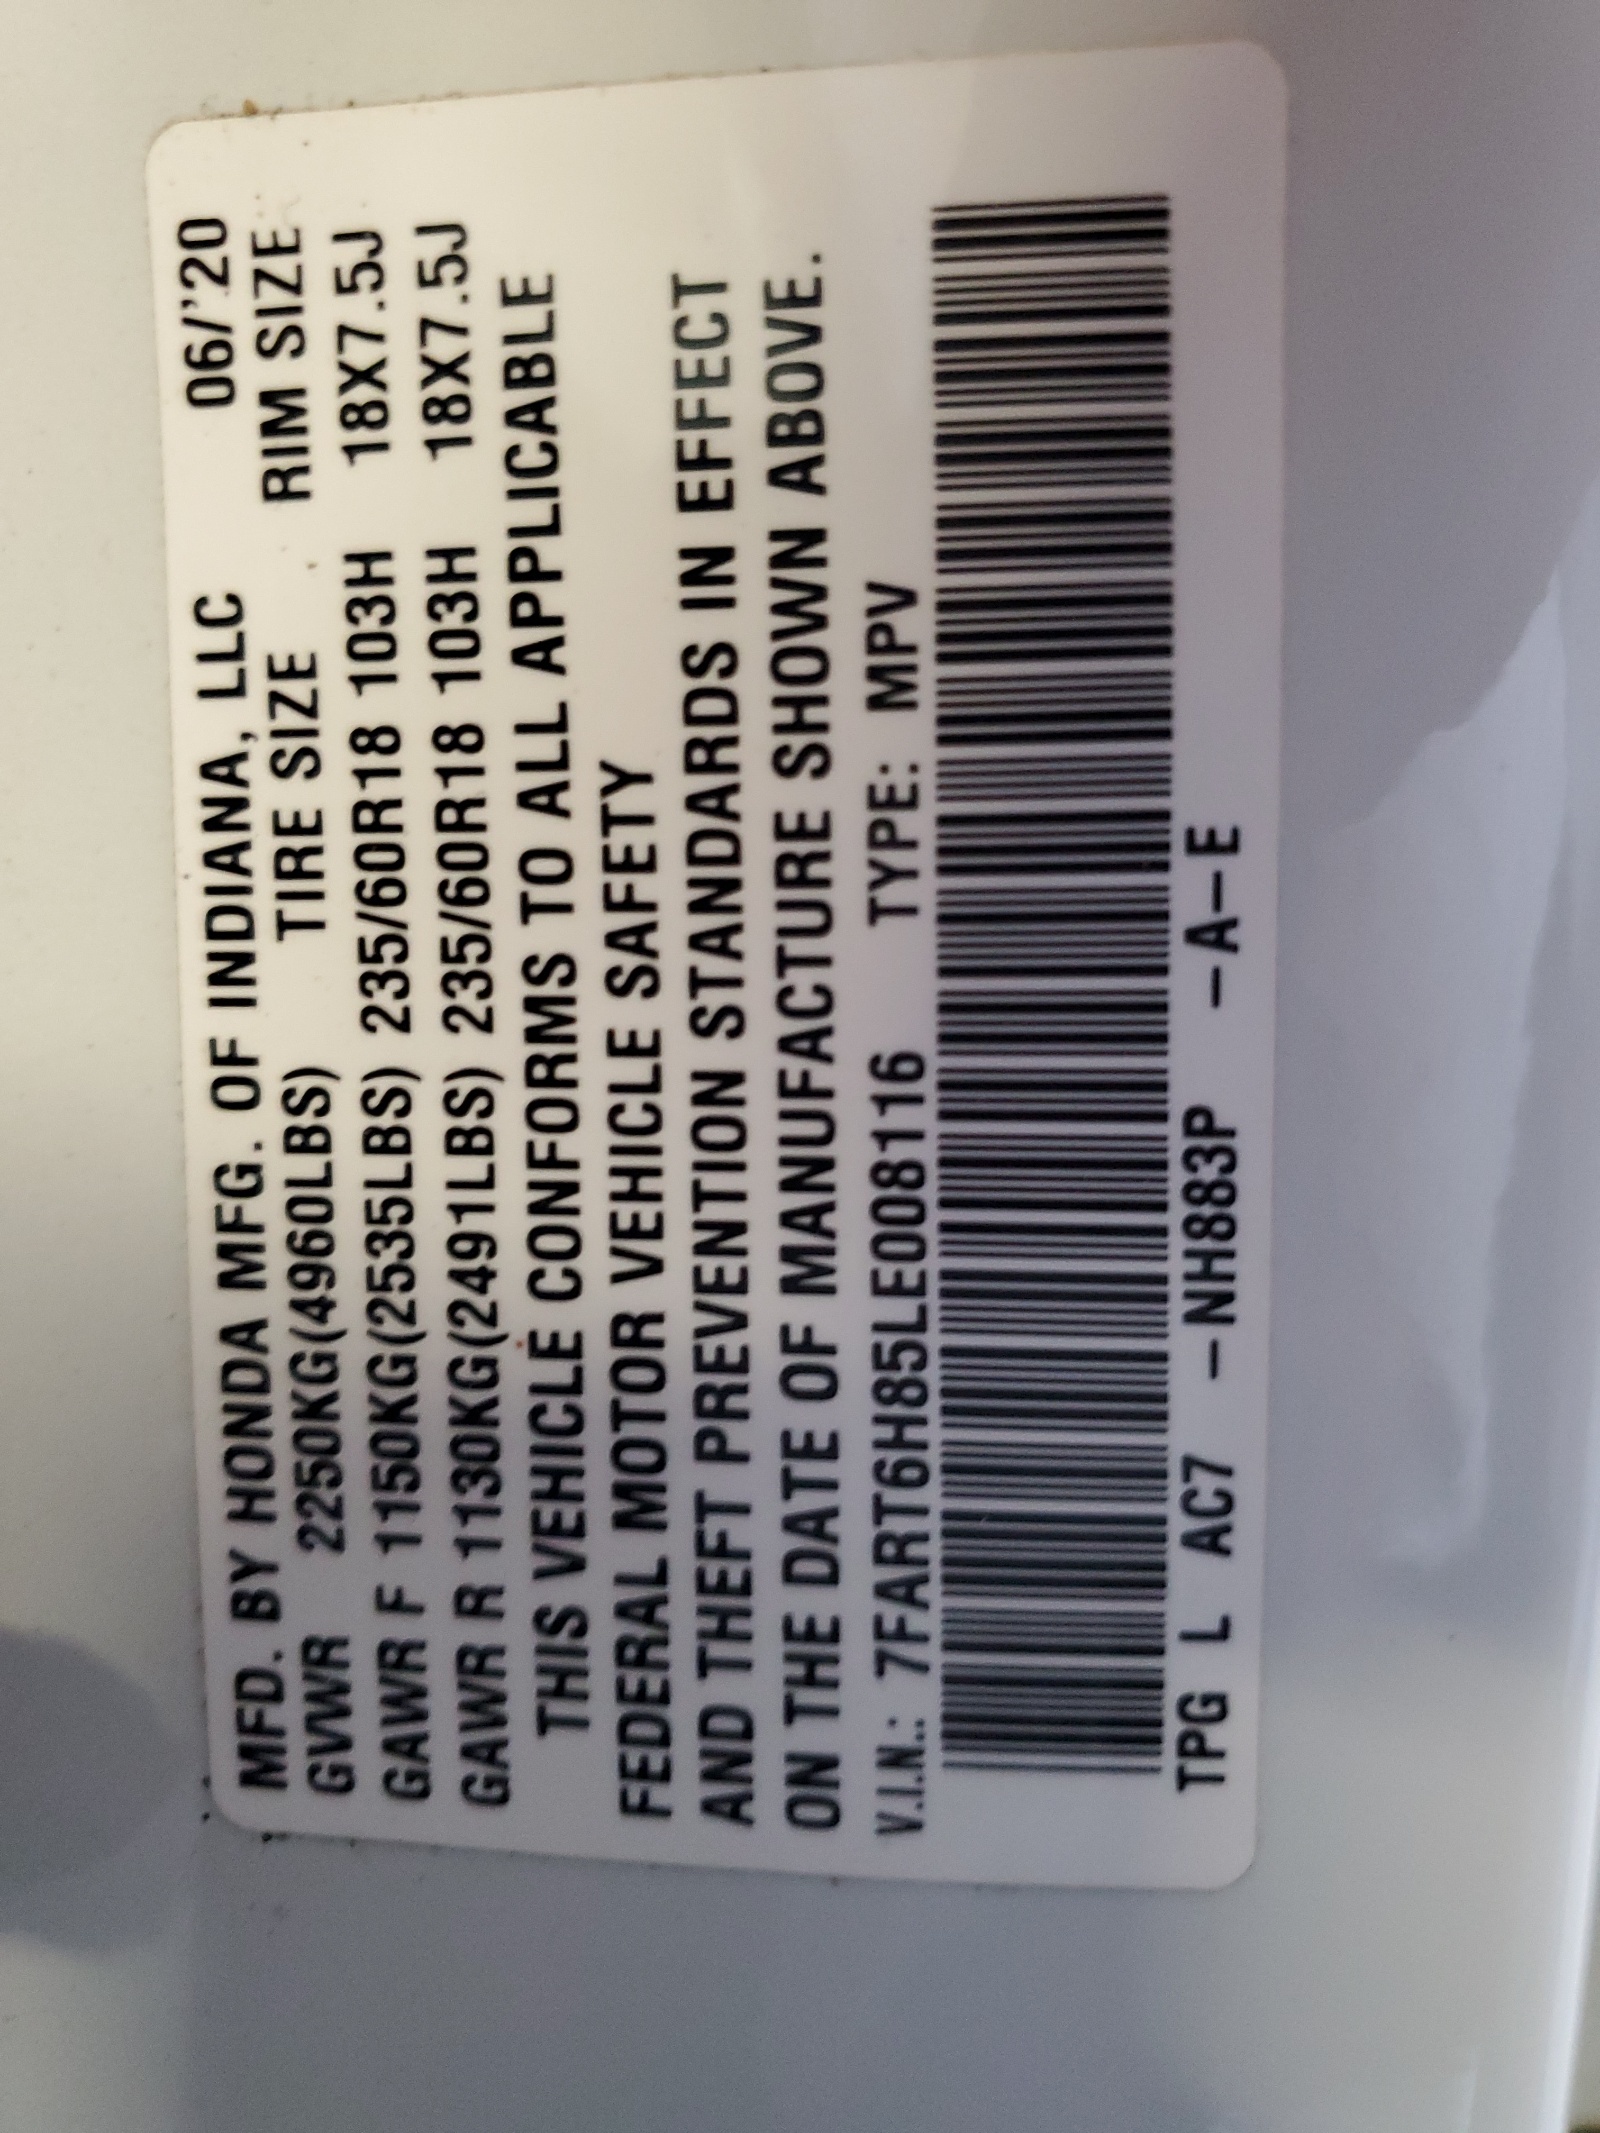 MFD. BY HONDA MFG. OF INDIANA, LLC 06/'20
GVWR 2250KG(4960LBS) TIRE SIZE RIM SIZE
GAWR F 1150KG(2535LBS) 235/60R18 103H 18X7.5J
GAWR R 1130KG(2491LBS) 235/60R18 103H 18X7.5J
THIS VEHICLE CONFORMS TO ALL APPLICABLE
FEDERAL MOTOR VEHICLE SAFETY
AND THEFT PREVENTION STANDARDS IN EFFECT
ON THE DATE OF MANUFACTURE SHOWN ABOVE.
V.I.N.: 7FART6H85LE008116 TYPE: MPV
TPG L AC7 -NH883P -A-E